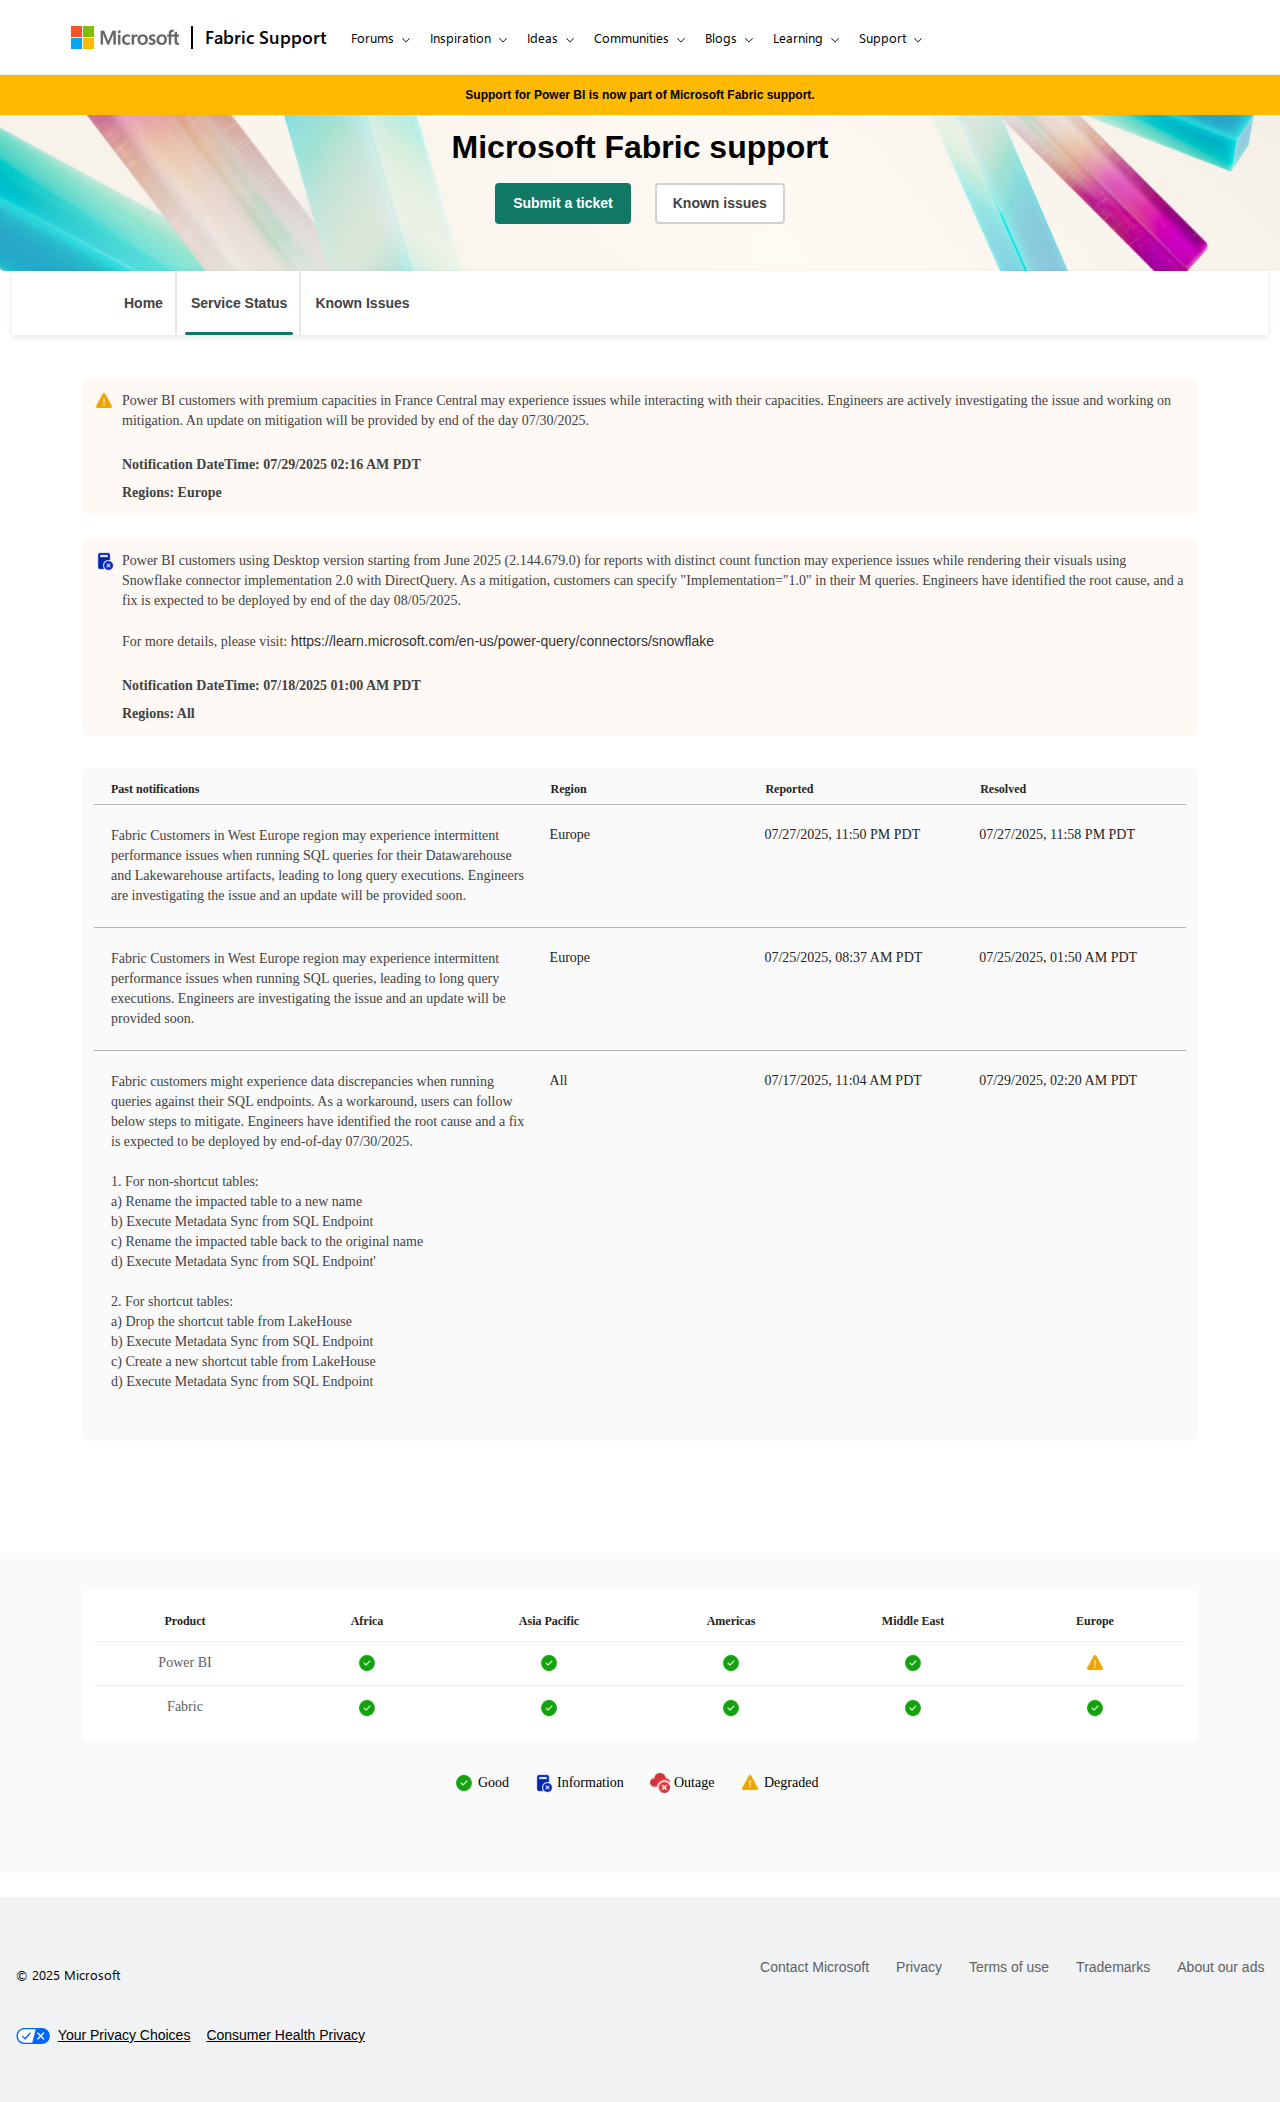 Microsoft
Fabric Support
Forums
Inspiration
Ideas
Communities
Blogs
Learning
Support
Support for Power BI is now part of Microsoft Fabric support.
Microsoft Fabric support
Submit a ticket
Known issues
Home
Service Status
Known Issues
Power BI customers with premium capacities in France Central may experience issues while interacting with their capacities. Engineers are actively investigating the issue and working on
mitigation. An update on mitigation will be provided by end of the day 07/30/2025.
Notification DateTime: 07/29/2025 02:16 AM PDT
Regions: Europe
Power BI customers using Desktop version starting from June 2025 (2.144.679.0) for reports with distinct count function may experience issues while rendering their visuals using
Snowflake connector implementation 2.0 with DirectQuery. As a mitigation, customers can specify "Implementation="1.0" in their M queries. Engineers have identified the root cause, and a
fix is expected to be deployed by end of the day 08/05/2025.
For more details, please visit: https://learn.microsoft.com/en-us/power-query/connectors/snowflake
Notification DateTime: 07/18/2025 01:00 AM PDT
Regions: All
Past notifications Region Reported Resolved
Fabric Customers in West Europe region may experience intermittent
performance issues when running SQL queries for their Datawarehouse
and Lakewarehouse artifacts, leading to long query executions. Engineers
are investigating the issue and an update will be provided soon.
Europe
07/27/2025, 11:50 PM PDT
07/27/2025, 11:58 PM PDT
Fabric Customers in West Europe region may experience intermittent
performance issues when running SQL queries, leading to long query
executions. Engineers are investigating the issue and an update will be
provided soon.
Europe
07/25/2025, 08:37 AM PDT
07/25/2025, 01:50 AM PDT
Fabric customers might experience data discrepancies when running
queries against their SQL endpoints. As a workaround, users can follow
below steps to mitigate. Engineers have identified the root cause and a fix
is expected to be deployed by end-of-day 07/30/2025.
1. For non-shortcut tables:
a) Rename the impacted table to a new name
b) Execute Metadata Sync from SQL Endpoint
c) Rename the impacted table back to the original name
d) Execute Metadata Sync from SQL Endpoint'
2. For shortcut tables:
a) Drop the shortcut table from LakeHouse
b) Execute Metadata Sync from SQL Endpoint
c) Create a new shortcut table from LakeHouse
d) Execute Metadata Sync from SQL Endpoint
All
07/17/2025, 11:04 AM PDT
07/29/2025, 02:20 AM PDT
Product Africa Asia Pacific Americas Middle East Europe
Power BI
Fabric
Good Information Outage Degraded
© 2025 Microsoft
Contact Microsoft Privacy Terms of use Trademarks About our ads
Your Privacy Choices Consumer Health Privacy